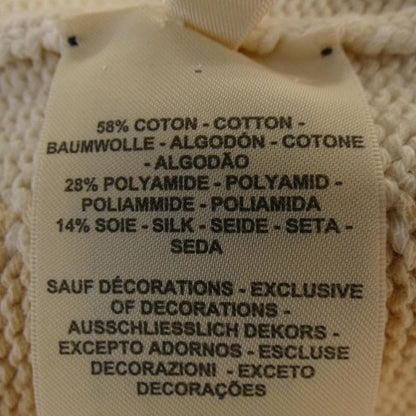 58% COTON - COTTON -
BAUMWOLLE - ALGODÓN - COTONE
- ALGODÃO
28% POLYAMIDE - POLYAMID -
POLIAMMIDE - POLIAMIDA
14% SOIE - SILK - SEIDE - SETA -
SEDA
SAUF DÉCORATIONS - EXCLUSIVE
OF DECORATIONS -
AUSSCHLIESSLICH DEKORS -
EXCEPTO ADORNOS - ESCLUSE
DECORAZIONI - EXCETO
DECORAÇÕES